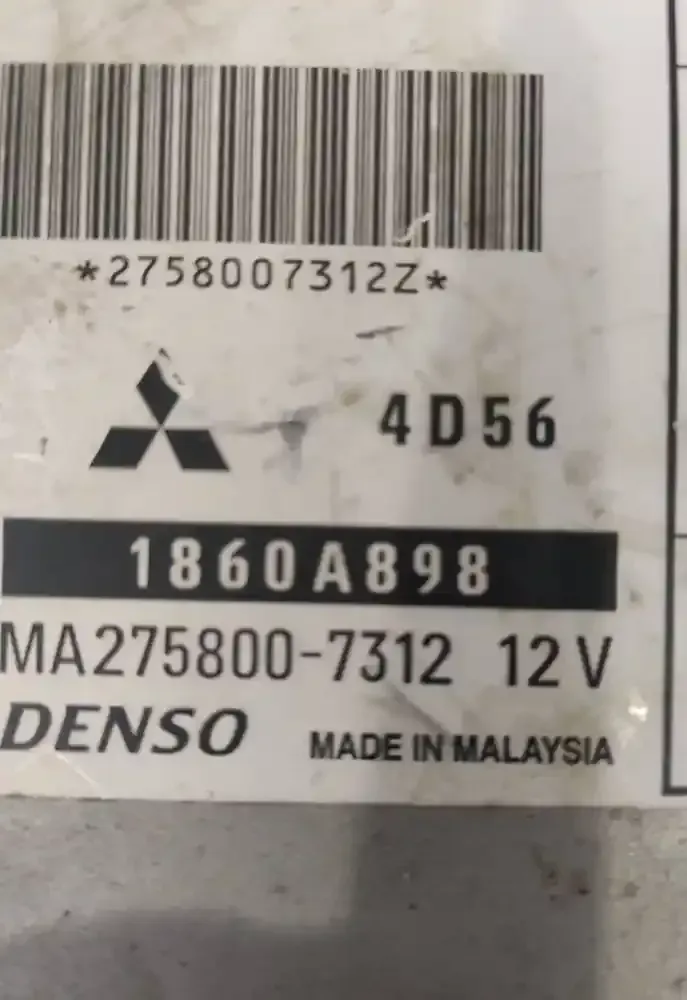 *2758007312Z*
4D56
1860A898
MA275800-7312 12V
DENSO MADE IN MALAYSIA